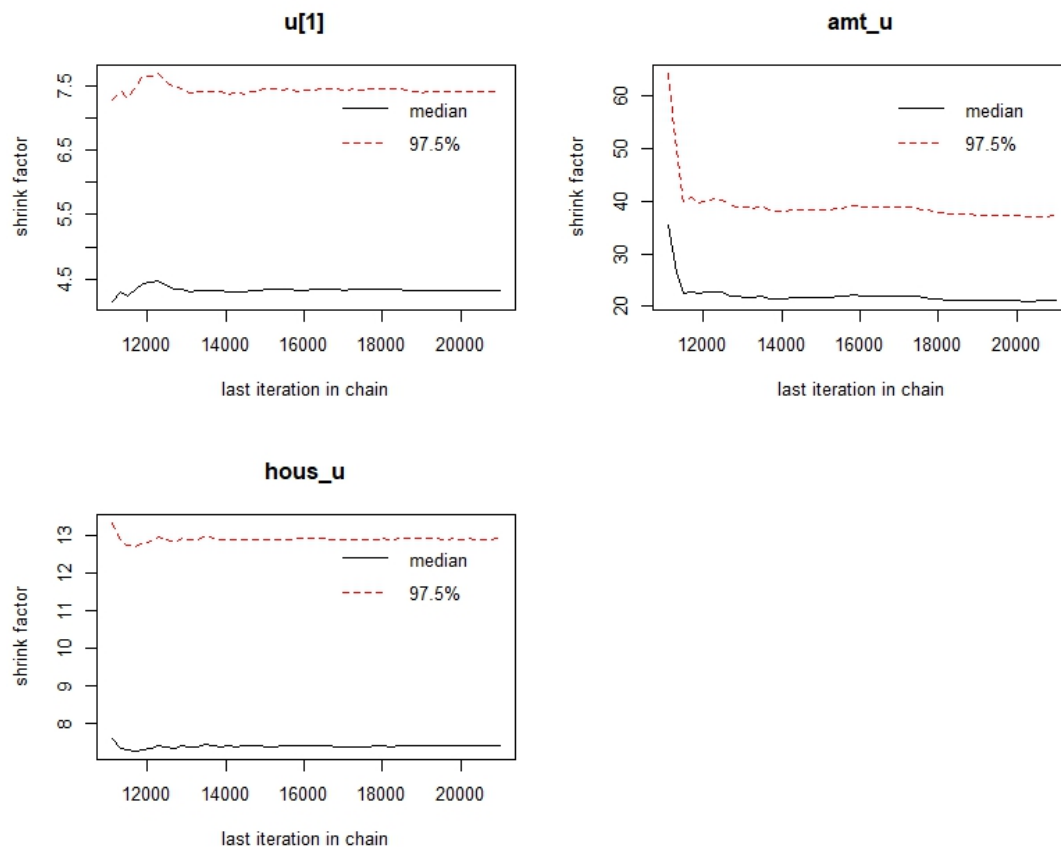 u[1]
shrink factor
7.5
6.5
5.5
4.5
median
97.5%
12000 14000 16000 18000 20000
last iteration in chain
amt_u
shrink factor
60
50
40
30
20
median
97.5%
12000 14000 16000 18000 20000
last iteration in chain
hous_u
shrink factor
13
12
11
10
9
8
median
97.5%
12000 14000 16000 18000 20000
last iteration in chain